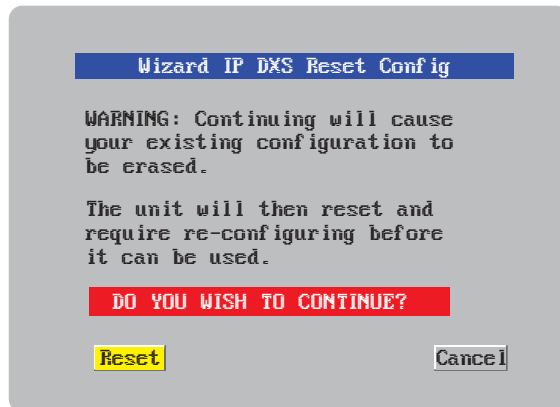 Wizard IP DXS Reset Config
WARNING: Continuing will cause
your existing configuration to
be erased.
The unit will then reset and
require re-configuring before
it can be used.
DO YOU WISH TO CONTINUE?
Reset Cancel